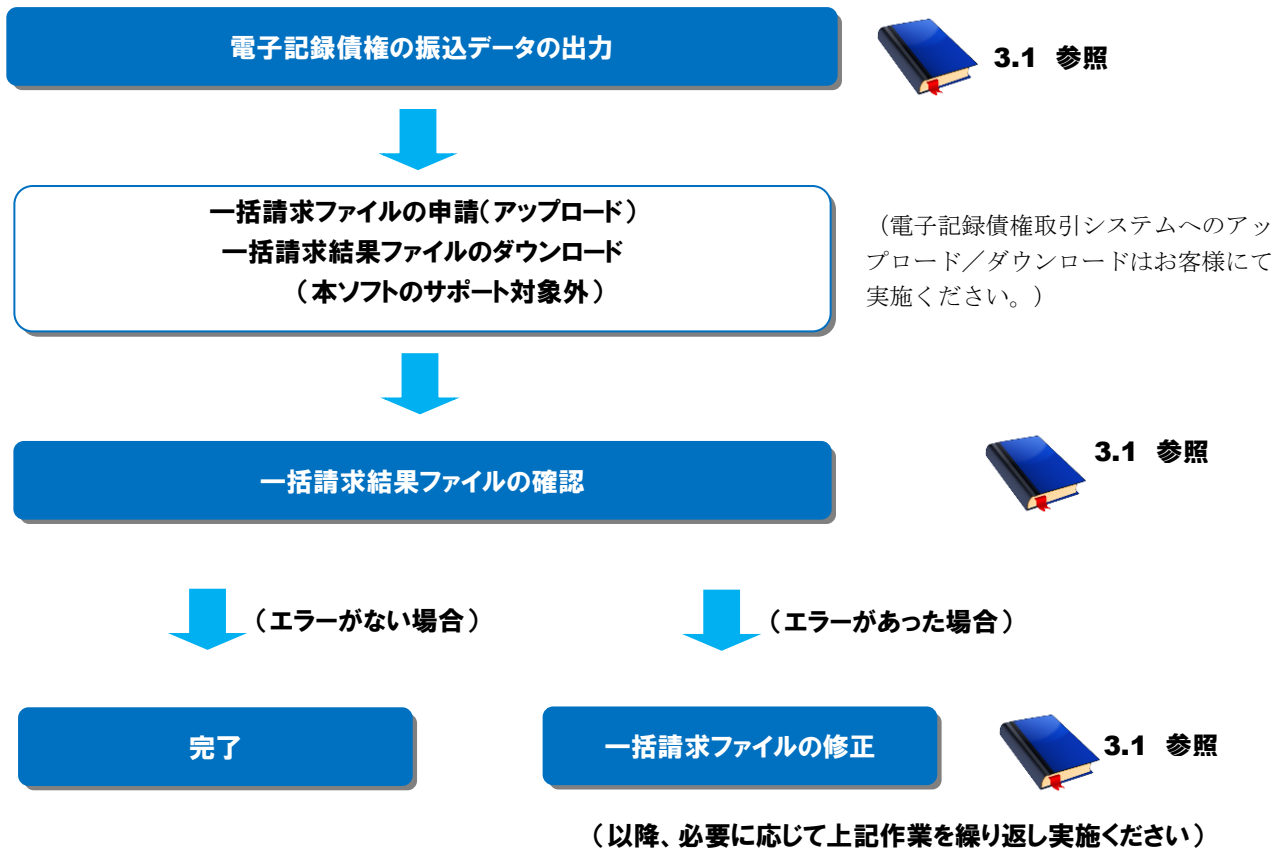 電子記録債権の振込データの出力
3.1 参照
一括請求ファイルの申請(アップロード)
一括請求結果ファイルのダウンロード
(本ソフトのサポート対象外)
(電子記録債権取引システムへのアッ
プロード/ダウンロードはお客様にて
実施ください。)
一括請求結果ファイルの確認
3.1 参照
(エラーがない場合)
(エラーがあった場合)
完了
一括請求ファイルの修正
3.1 参照
(以降、必要に応じて上記作業を繰り返し実施ください)